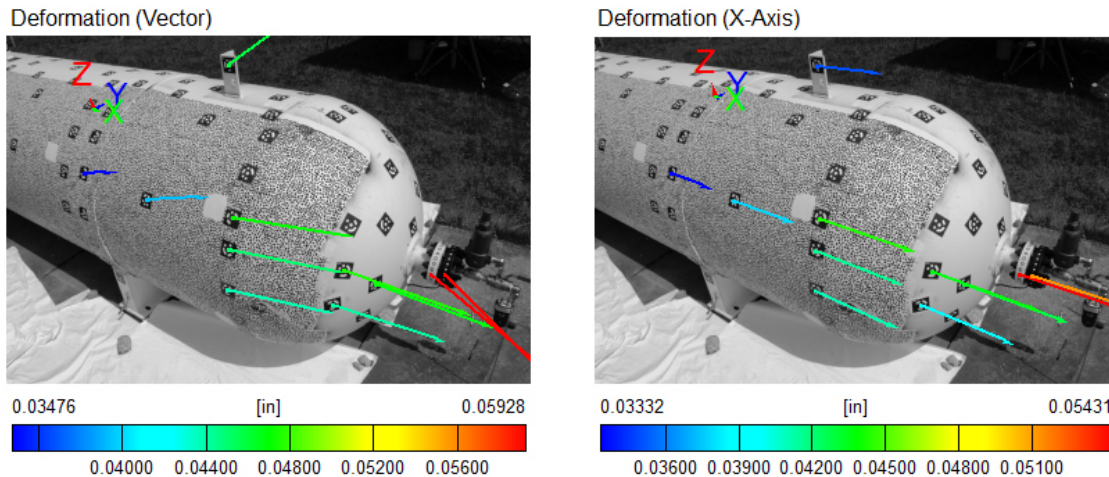 Deformation (Vector)
Z
Y
X
0.03476 [in] 0.05928
0.04000 0.04400 0.04800 0.05200 0.05600
Deformation (X-Axis)
Z
Y
X
0.03332 [in] 0.05431
0.03600 0.03900 0.04200 0.04500 0.04800 0.05100